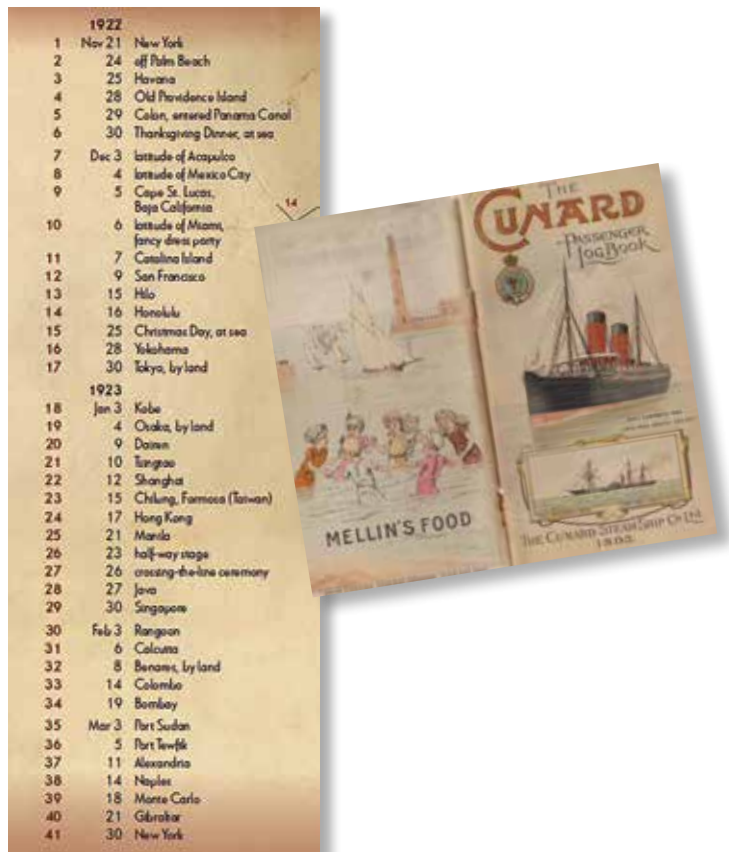 1922
1 Nov 21 New York
2 24 off Palm Beach
3 25 Havana
4 28 Old Providence Island
5 29 Colon, entered Panama Canal
6 30 Thanksgiving Dinner, at sea
7 Dec 3 latitude of Acapulco
8 4 latitude of Mexico City
9 5 Cape St. Lucas,
Baja California
10 6 latitude of Miami,
fancy dress party
11 7 Catalina Island
12 9 San Francisco
13 15 Hilo
14 16 Honolulu
15 25 Christmas Day, at sea
16 28 Yokohama
17 30 Tokyo, by land
1923
18 Jan 3 Kobe
19 4 Osaka, by land
20 9 Dairen
21 10 Tsingtao
22 12 Shanghai
23 15 Chilung, Formosa (Taiwan)
24 17 Hong Kong
25 21 Manila
26 23 half-way stage
27 26 crossing-the-line ceremony
28 27 Java
29 30 Singapore
30 Feb 3 Rangoon
31 6 Calcutta
32 8 Benares, by land
33 14 Colombo
34 19 Bombay
35 Mar 3 Port Sudan
36 5 Port Tewfik
37 11 Alexandria
38 14 Naples
39 18 Monte Carlo
40 21 Gibraltar
41 30 New York
14
MELLIN'S FOOD
THE
CUNARD
PASSENGER
LOG BOOK
THE CUNARD STEAMSHIP Co Ltd